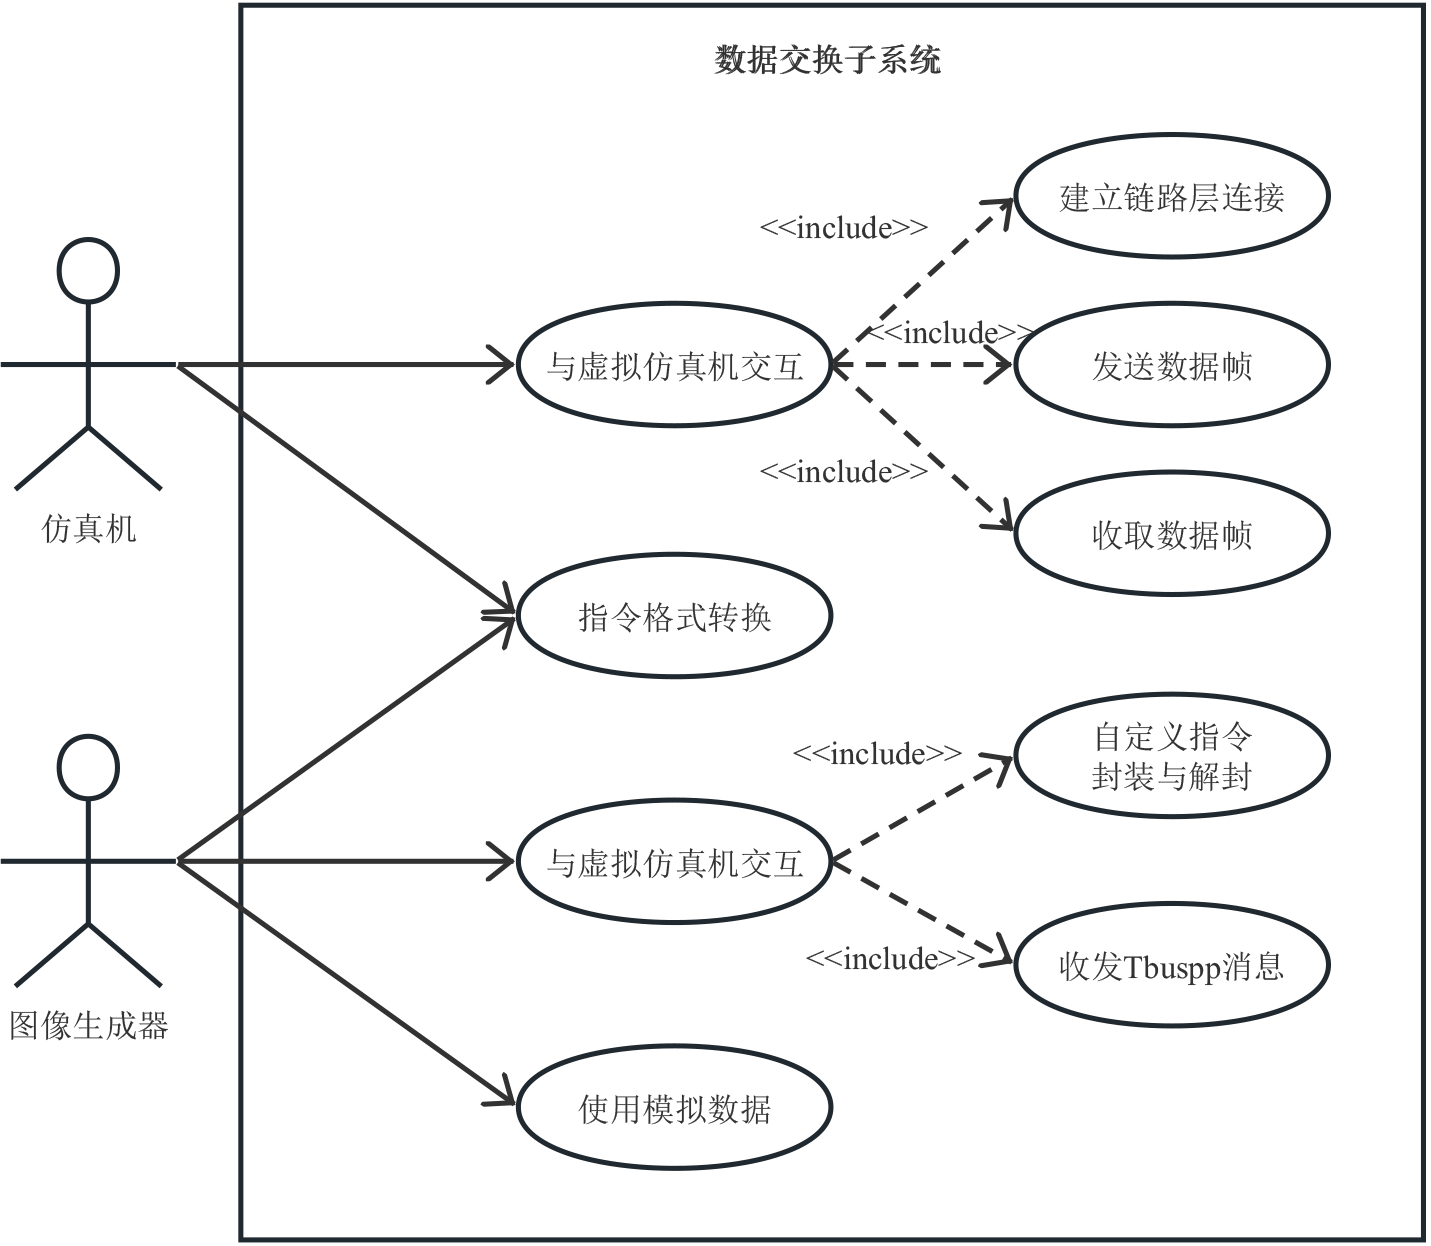 数据交换子系统
建立链路层连接
<<include>>
<<include>>
与虚拟仿真机交互
发送数据帧
<<include>>
仿真机
收取数据帧
指令格式转换
自定义指令
封装与解封
<<include>>
与虚拟仿真机交互
<<include>>
收发Tbuspp消息
图像生成器
使用模拟数据